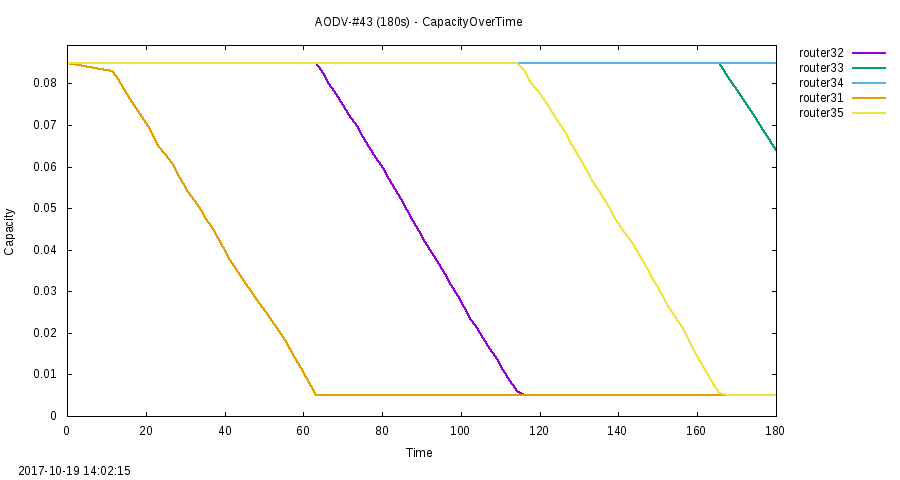 AODV-#43 (180s) - CapacityOverTime
router32
router33
router34
router31
router35
0.08
0.07
0.06
0.05
0.04
0.03
0.02
0.01
0
Capacity
0 20 40 60 80 100 120 140 160 180
Time
2017-10-19 14:02:15